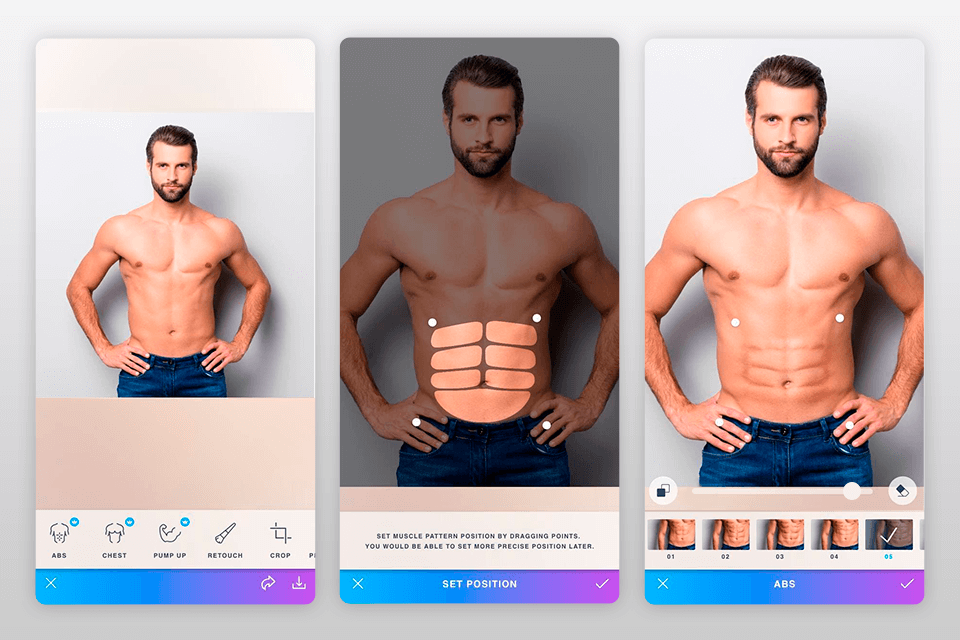 ABS
CHEST
PUMP UP
RETOUCH
CROP
SET MUSCLE PATTERN POSITION BY DRAGGING POINTS.
YOU WOULD BE ABLE TO SET MORE PRECISE POSITION LATER.
SET POSITION
01
02
03
04
05
ABS